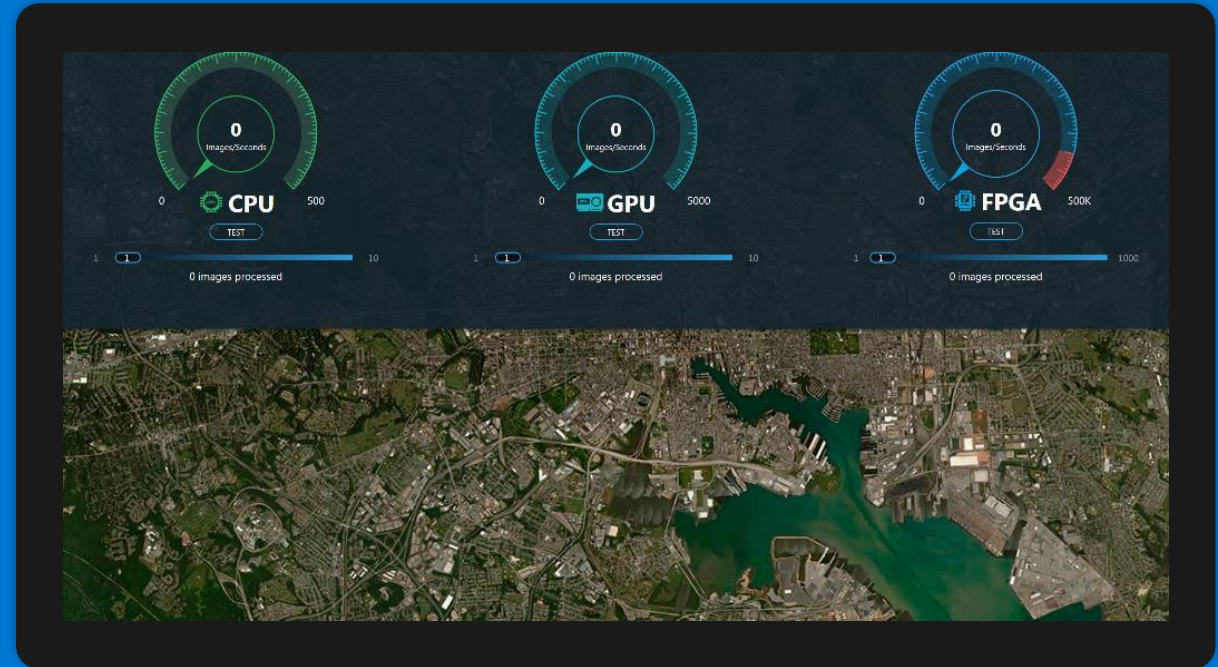 0
Images/Seconds
0
CPU
500
TEST
1
1
10
0 images processed
0
Images/Seconds
0
GPU
5000
TEST
1
1
10
0 images processed
0
Images/Seconds
0
FPGA
500K
TEST
1
1
1000
0 images processed